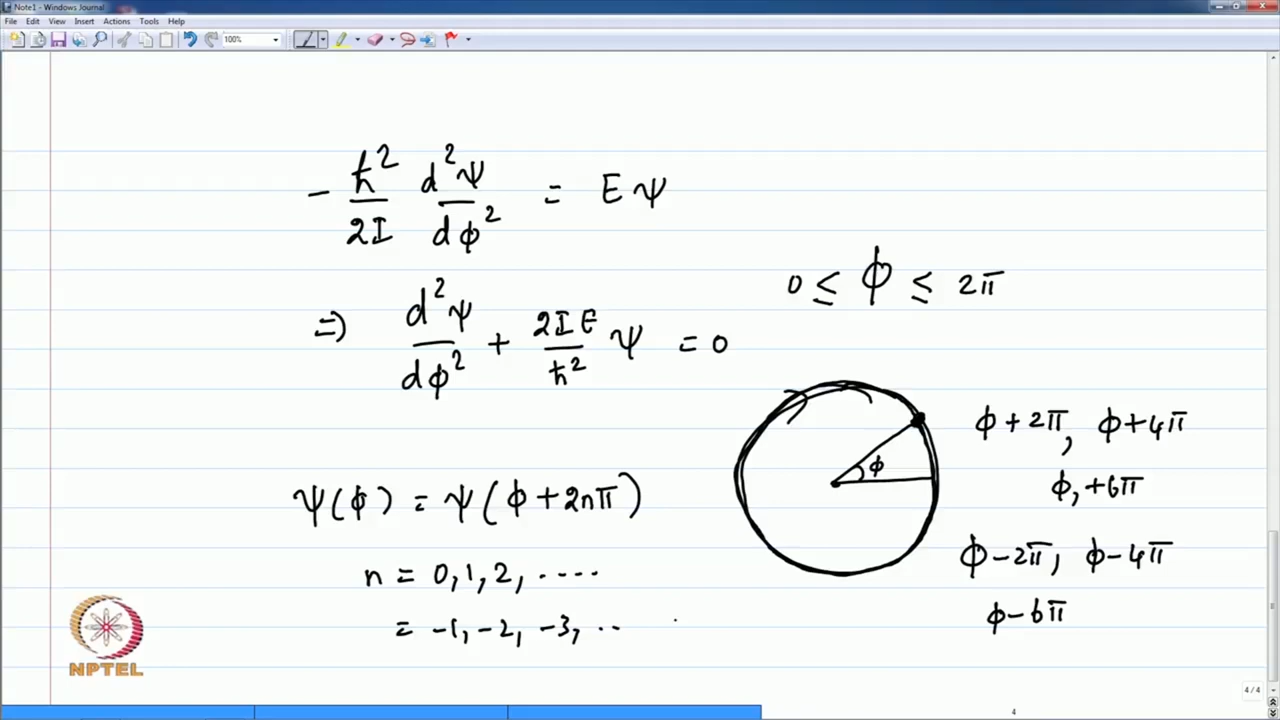 Note1 - Windows Journal
File Edit View Insert Actions Tools Help
100%
- ħ²/2I d²ψ/dϕ² = E ψ
0 ≤ ϕ ≤ 2π
=) d²ψ/dϕ² + 2IE/ħ² ψ = 0
ϕ
ϕ+2π, ϕ+4π
ϕ,+6π
ψ(ϕ) = ψ(ϕ+2nπ)
ϕ-2π, ϕ-4π
n = 0,1,2, .....
ϕ-6π
= -1, -2, -3, ..
NPTEL
4/4
4